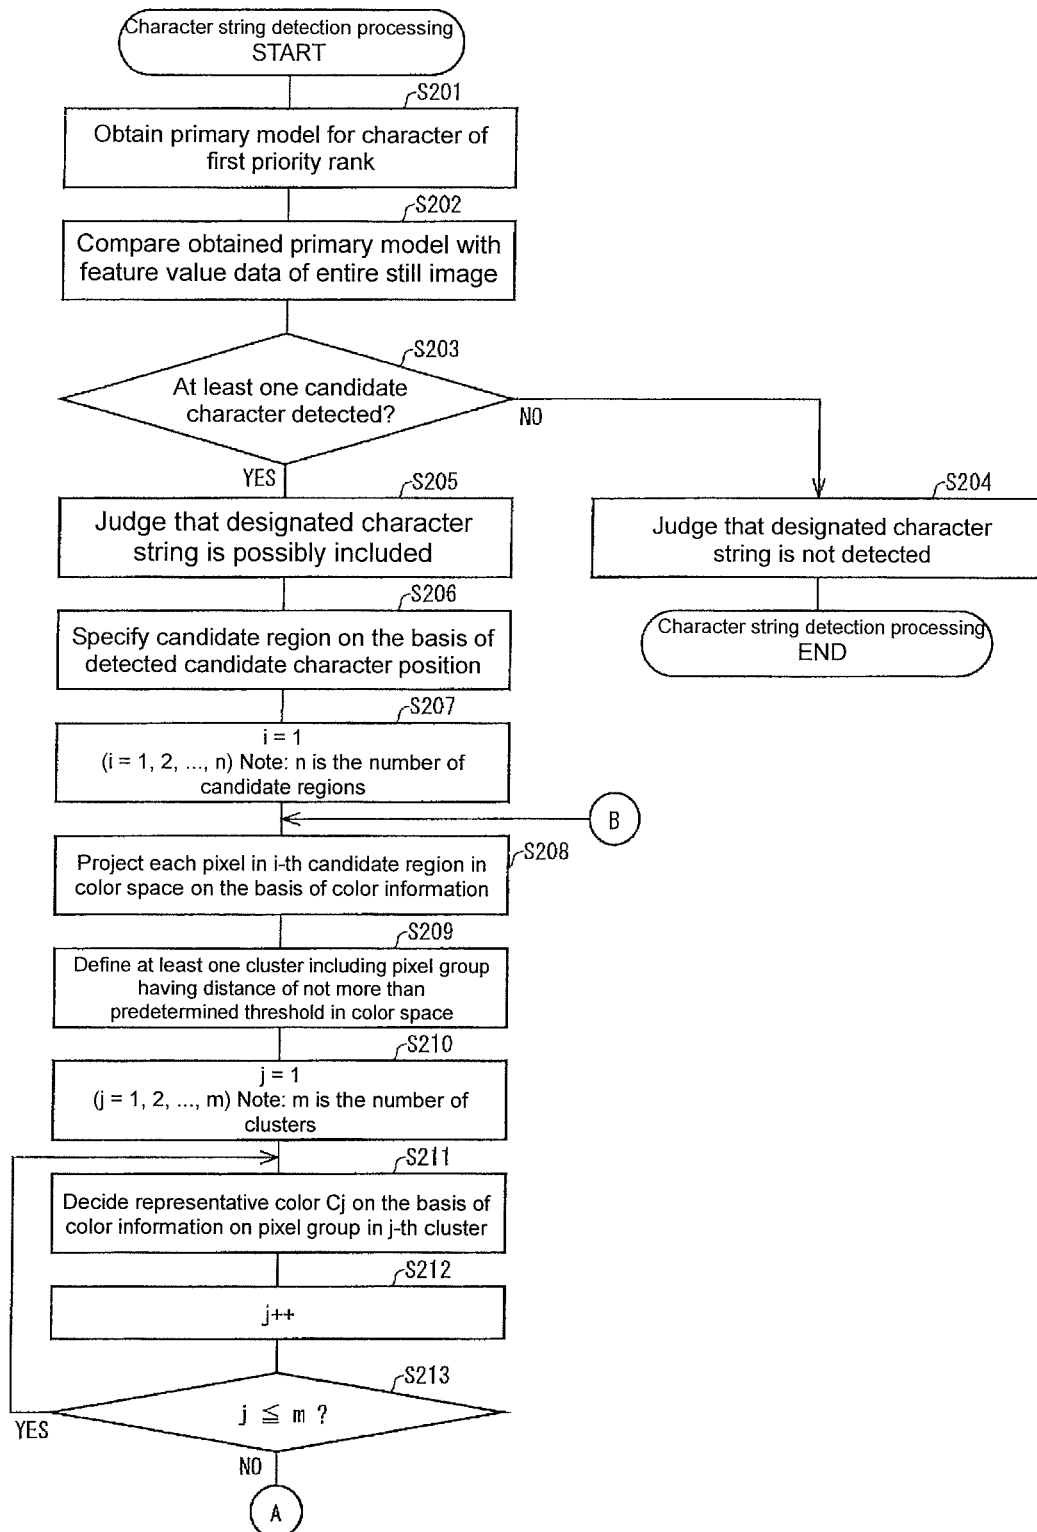 Character string detection processing
START
S201
Obtain primary model for character of
first priority rank
S202
Compare obtained primary model with
feature value data of entire still image
S203
At least one candidate
character detected?
NO
YES
S205
Judge that designated character
string is possibly included
S204
Judge that designated character
string is not detected
S206
Specify candidate region on the basis of
detected candidate character position
Character string detection processing
END
S207
i = 1
(i = 1, 2, ..., n) Note: n is the number of
candidate regions
B
S208
Project each pixel in i-th candidate region in
color space on the basis of color information
S209
Define at least one cluster including pixel group
having distance of not more than
predetermined threshold in color space
S210
j = 1
(j = 1, 2, ..., m) Note: m is the number of
clusters
S211
Decide representative color Cj on the basis of
color information on pixel group in j-th cluster
S212
j++
S213
j ≦ m ?
YES
NO
A